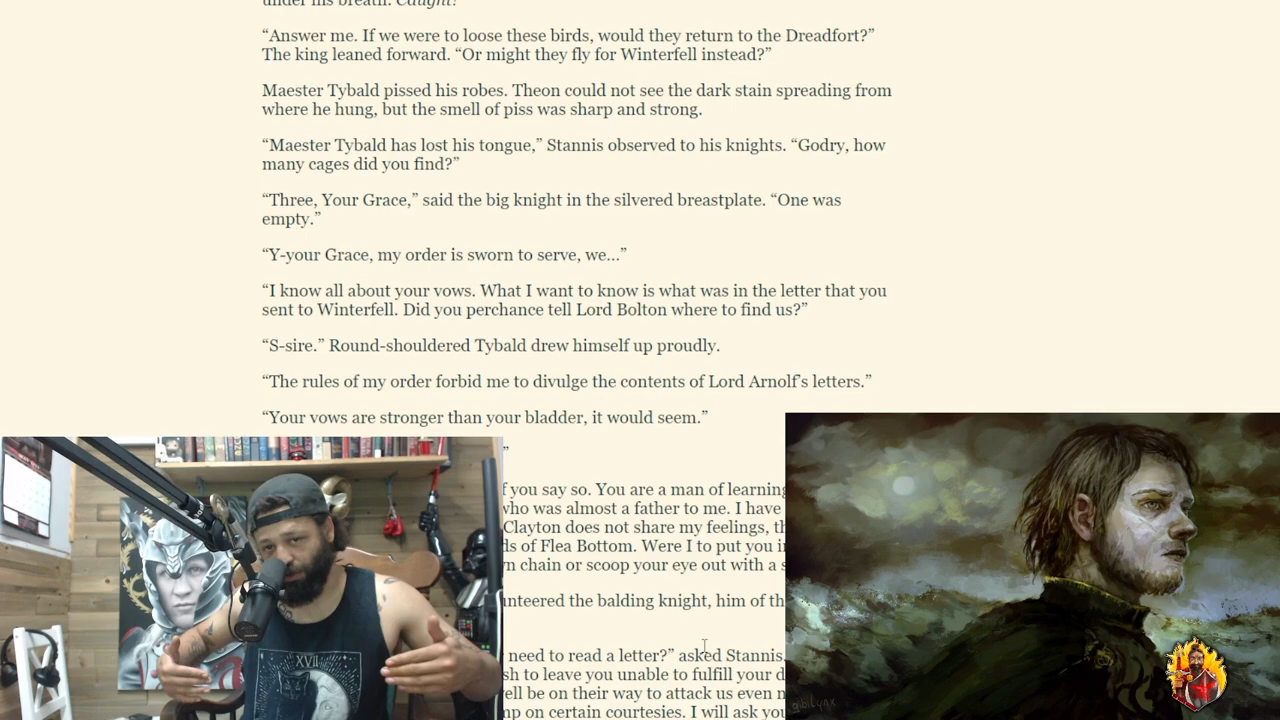 under his breath. Caught!
“Answer me. If we were to loose these birds, would they return to the Dreadfort?”
The king leaned forward. “Or might they fly for Winterfell instead?”
Maester Tybald pissed his robes. Theon could not see the dark stain spreading from
where he hung, but the smell of piss was sharp and strong.
“Maester Tybald has lost his tongue,” Stannis observed to his knights. “Godry, how
many cages did you find?”
“Three, Your Grace,” said the big knight in the silvered breastplate. “One was
empty.”
“Y-your Grace, my order is sworn to serve, we...”
“I know all about your vows. What I want to know is what was in the letter that you
sent to Winterfell. Did you perchance tell Lord Bolton where to find us?”
“S-sire.” Round-shouldered Tybald drew himself up proudly.
“The rules of my order forbid me to divulge the contents of Lord Arnolf’s letters.”
“Your vows are stronger than your bladder, it would seem.”
”
f you say so. You are a man of learning
who was almost a father to me. I have
Clayton does not share my feelings, th
ds of Flea Bottom. Were I to put you i
n chain or scoop your eye out with a s
unteered the balding knight, him of th
need to read a letter?” asked Stannis.
sh to leave you unable to fulfill your d
ell be on their way to attack us even n
mp on certain courtesies. I will ask you
XVII